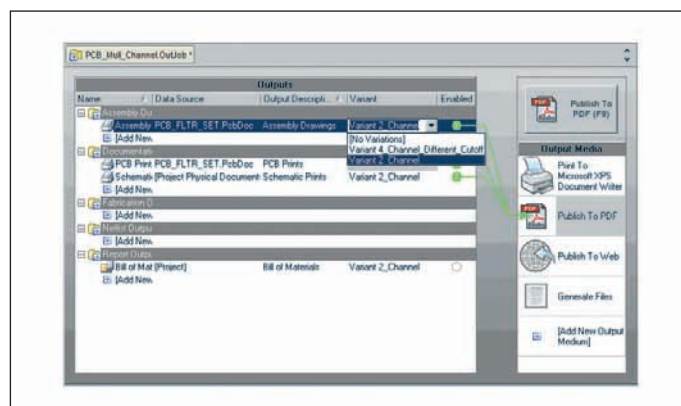 PCB_Multi_Channel.OutJob *
Outputs
Name Data Source Output Descripti... Variant Enabled
Assembly Ou
Assembly PCB_FLTR_SET.PcbDoc Assembly Drawings Variant 2_Channel
[Add New
[No Variations]
Variant 4_Channel_Different_Cutoff
Variant 2_Channel
Documentati
PCB Print PCB_FLTR_SET.PcbDoc PCB Prints
Schemati [Project Physical Document Schematic Prints Variant 2_Channel
[Add New
Fabrication O
[Add New
Netlist Outpu
[Add New
Report Outpu
Bill of Mat [Project] Bill of Materials Variant 2_Channel
[Add New
Publish To
PDF (F9)
Output Media
Print To
Microsoft XPS
Document Writer
Publish To PDF
Publish To Web
Generate Files
[Add New Output
Medium]